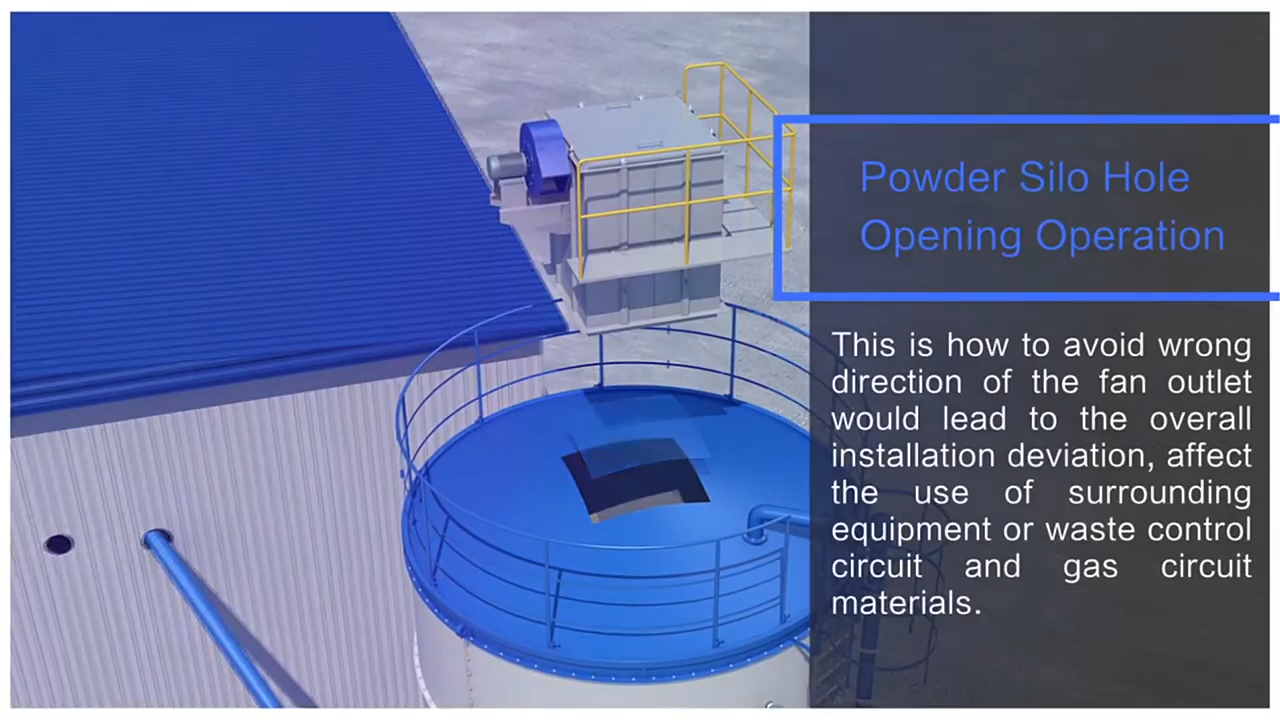 Powder Silo Hole
Opening Operation
This is how to avoid wrong
direction of the fan outlet
would lead to the overall
installation deviation, affect
the use of surrounding
equipment or waste control
circuit and gas circuit
materials.